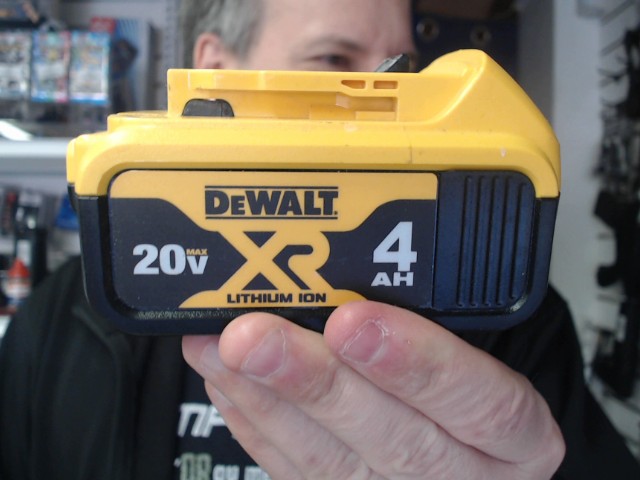 DEWALT
20V MAX
XR
4
AH
LITHIUM ION